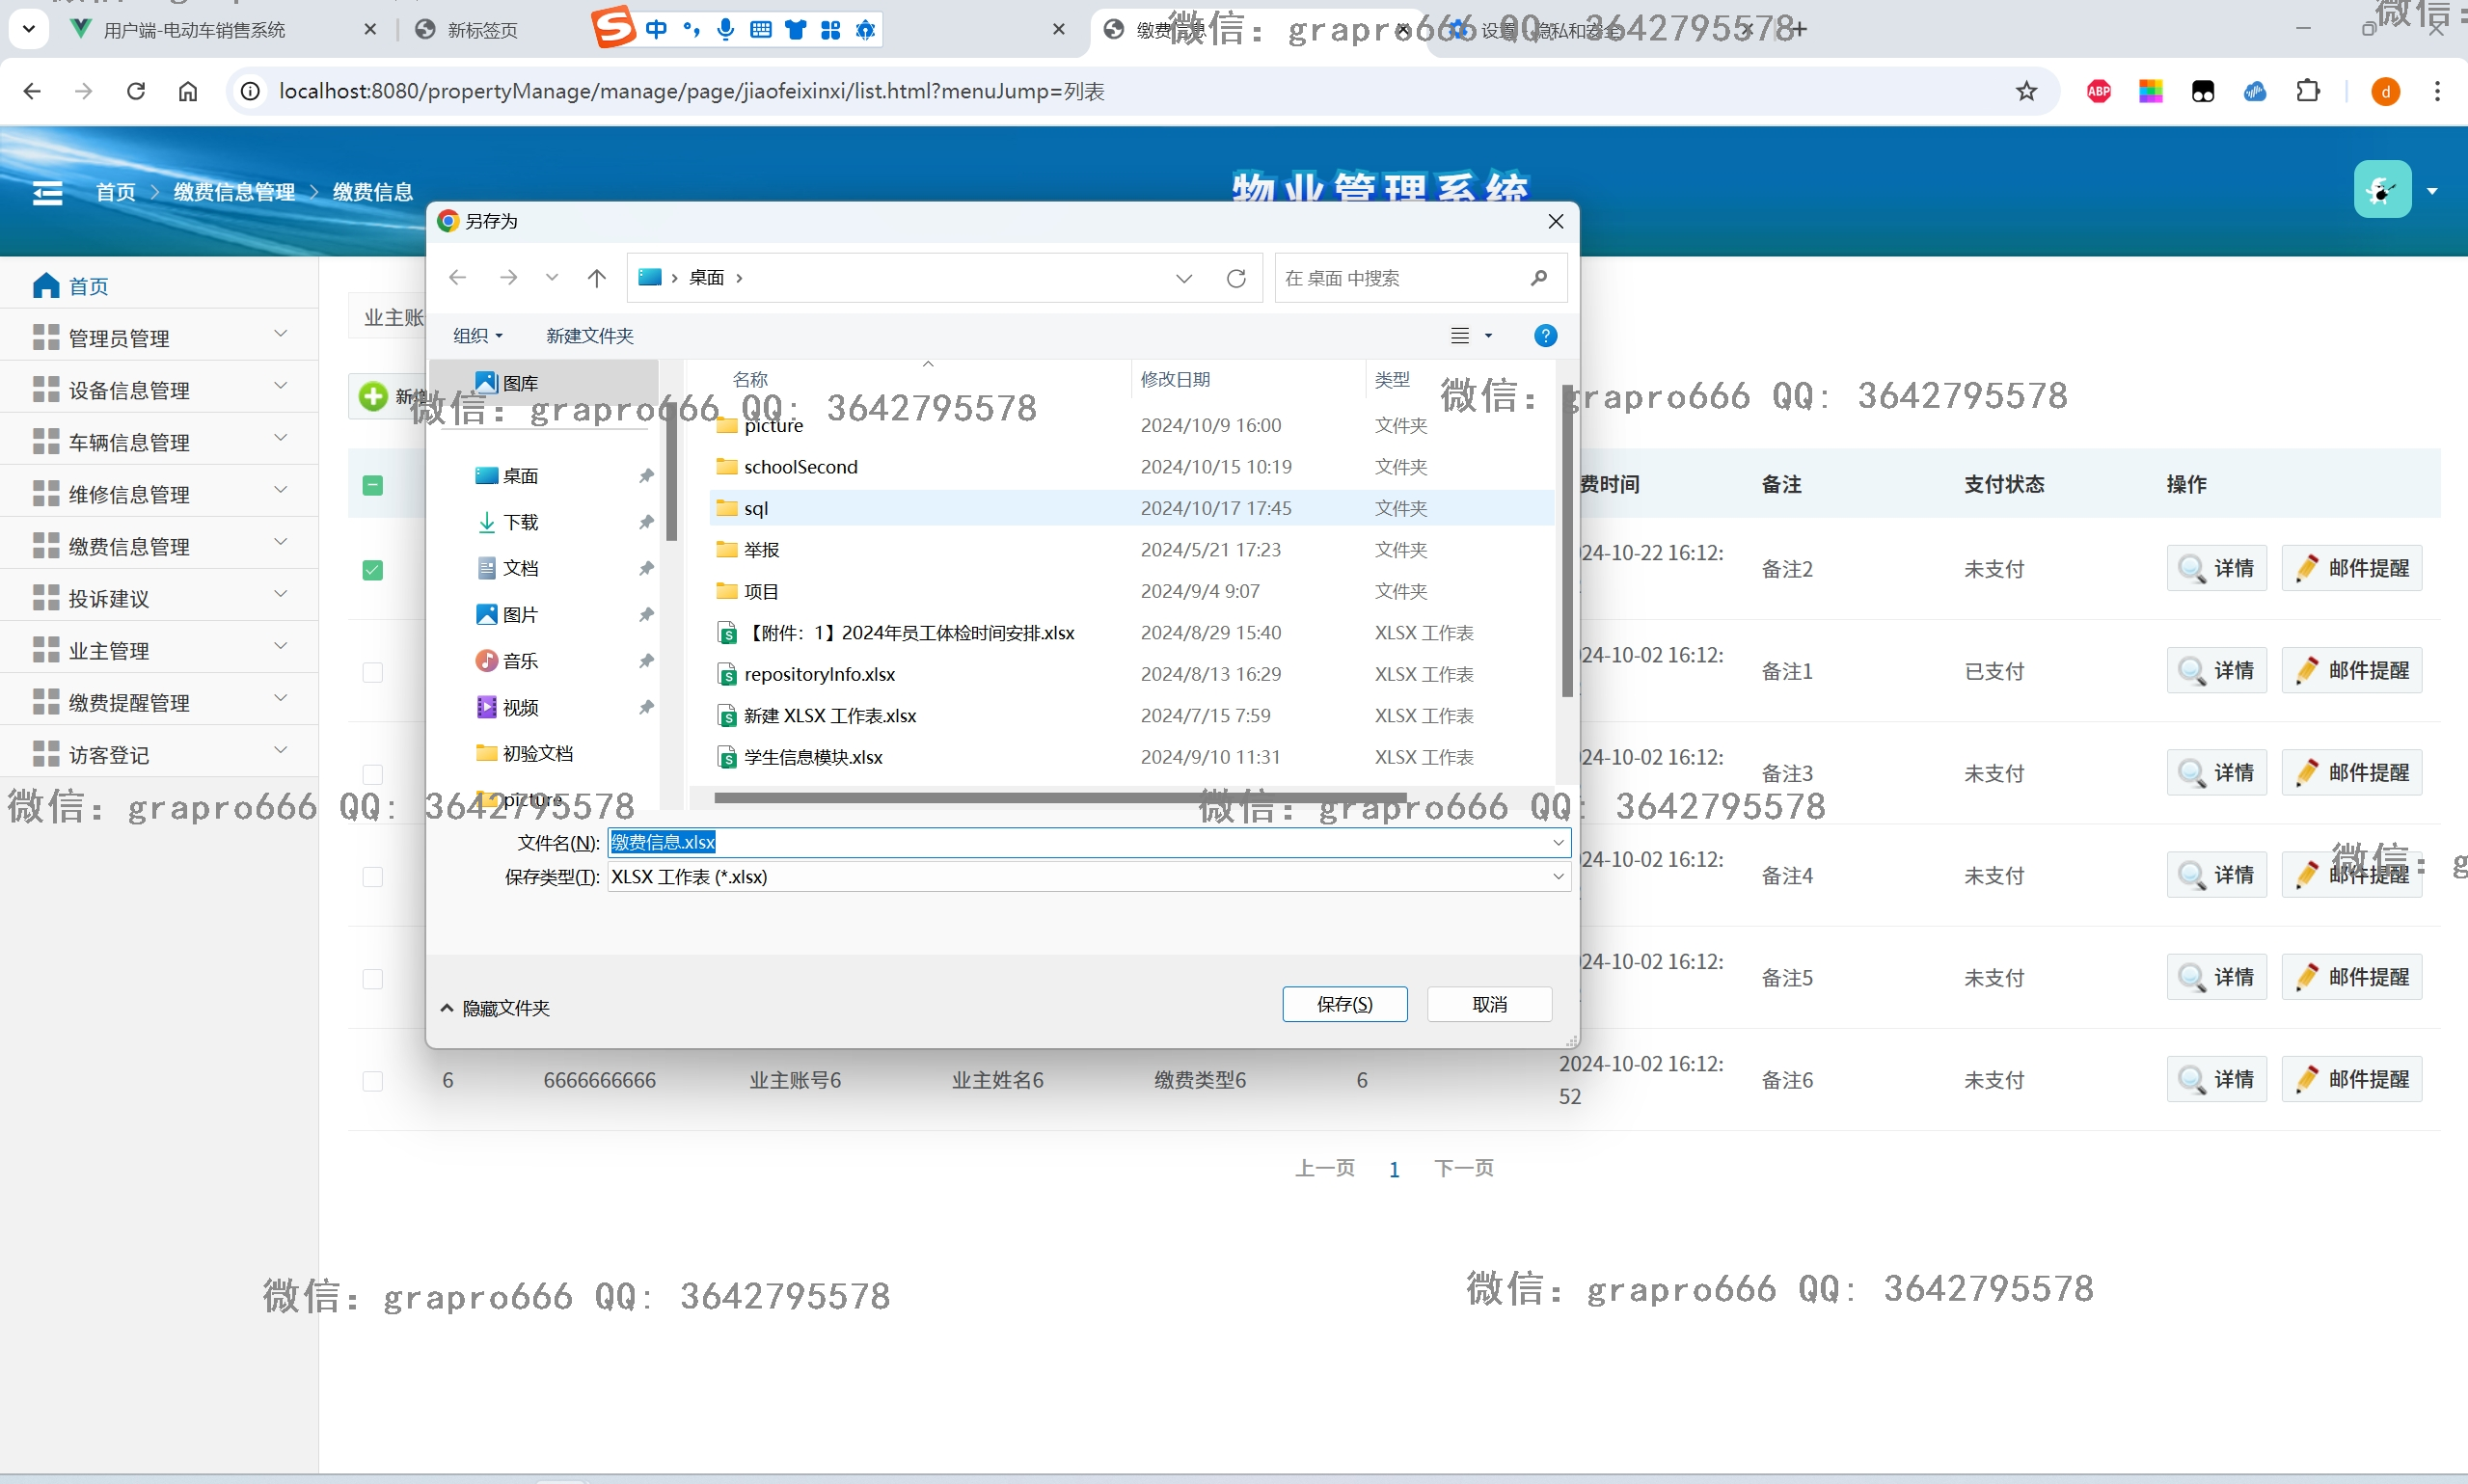 用户端-电动车销售系统
新标签页
中
缴费信息
设置 - 隐私和安全
localhost:8080/propertyManage/manage/page/jiaofeixinxi/list.html?menuJump=列表
ABP
d
首页 缴费信息管理 缴费信息
物业管理系统
首页
管理员管理
设备信息管理
车辆信息管理
维修信息管理
缴费信息管理
投诉建议
业主管理
缴费提醒管理
访客登记
业主账
新增
另存为
桌面
在 桌面 中搜索
组织
新建文件夹
图库
桌面
下载
文档
图片
音乐
视频
初验文档
picture
名称 修改日期 类型
picture 2024/10/9 16:00 文件夹
schoolSecond 2024/10/15 10:19 文件夹
sql 2024/10/17 17:45 文件夹
举报 2024/5/21 17:23 文件夹
项目 2024/9/4 9:07 文件夹
【附件：1】2024年员工体检时间安排.xlsx 2024/8/29 15:40 XLSX 工作表
repositoryInfo.xlsx 2024/8/13 16:29 XLSX 工作表
新建 XLSX 工作表.xlsx 2024/7/15 7:59 XLSX 工作表
学生信息模块.xlsx 2024/9/10 11:31 XLSX 工作表
文件名(N): 缴费信息.xlsx
保存类型(T): XLSX 工作表 (*.xlsx)
隐藏文件夹
保存(S)
取消
费时间 备注 支付状态 操作
24-10-22 16:12: 备注2 未支付 详情 邮件提醒
24-10-02 16:12: 备注1 已支付 详情 邮件提醒
24-10-02 16:12: 备注3 未支付 详情 邮件提醒
24-10-02 16:12: 备注4 未支付 详情 邮件提醒
24-10-02 16:12: 备注5 未支付 详情 邮件提醒
6 6666666666 业主账号6 业主姓名6 缴费类型6 6 2024-10-02 16:12:52 备注6 未支付 详情 邮件提醒
上一页 1 下一页
微信：grapro666 QQ：3642795578
微信：grapro666 QQ：3642795578
微信：grapro666 QQ：3642795578
微信：grapro666 QQ：3642795578
微信：grapro666 QQ：3642795578
微信：g
微信：grapro666 QQ：3642795578
微信：grapro666 QQ：3642795578
微信：